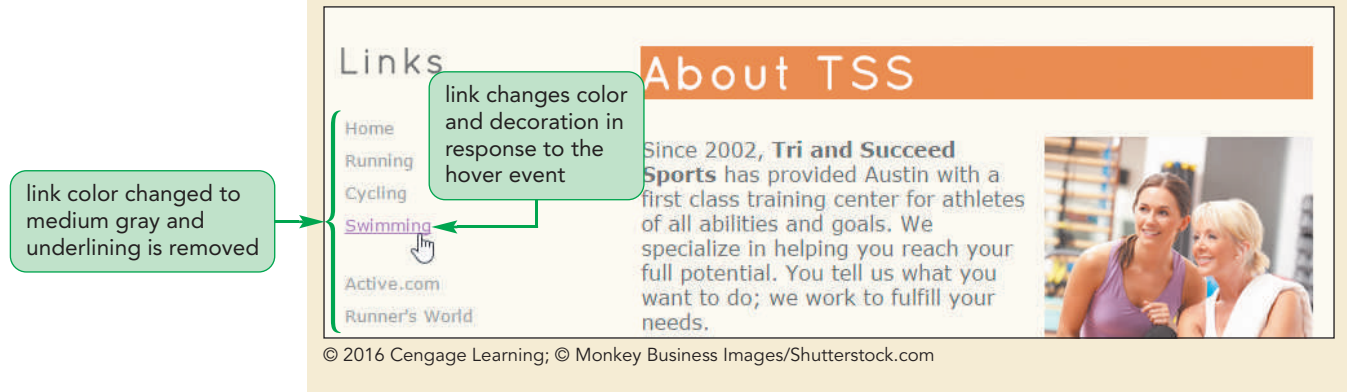 Links
About TSS
link changes color
and decoration in
response to the
hover event
Home
Running
Cycling
Swimming
Active.com
Runner's World
link color changed to
medium gray and
underlining is removed
Since 2002, Tri and Succeed
Sports has provided Austin with a
first class training center for athletes
of all abilities and goals. We
specialize in helping you reach your
full potential. You tell us what you
want to do; we work to fulfill your
needs.
© 2016 Cengage Learning; © Monkey Business Images/Shutterstock.com